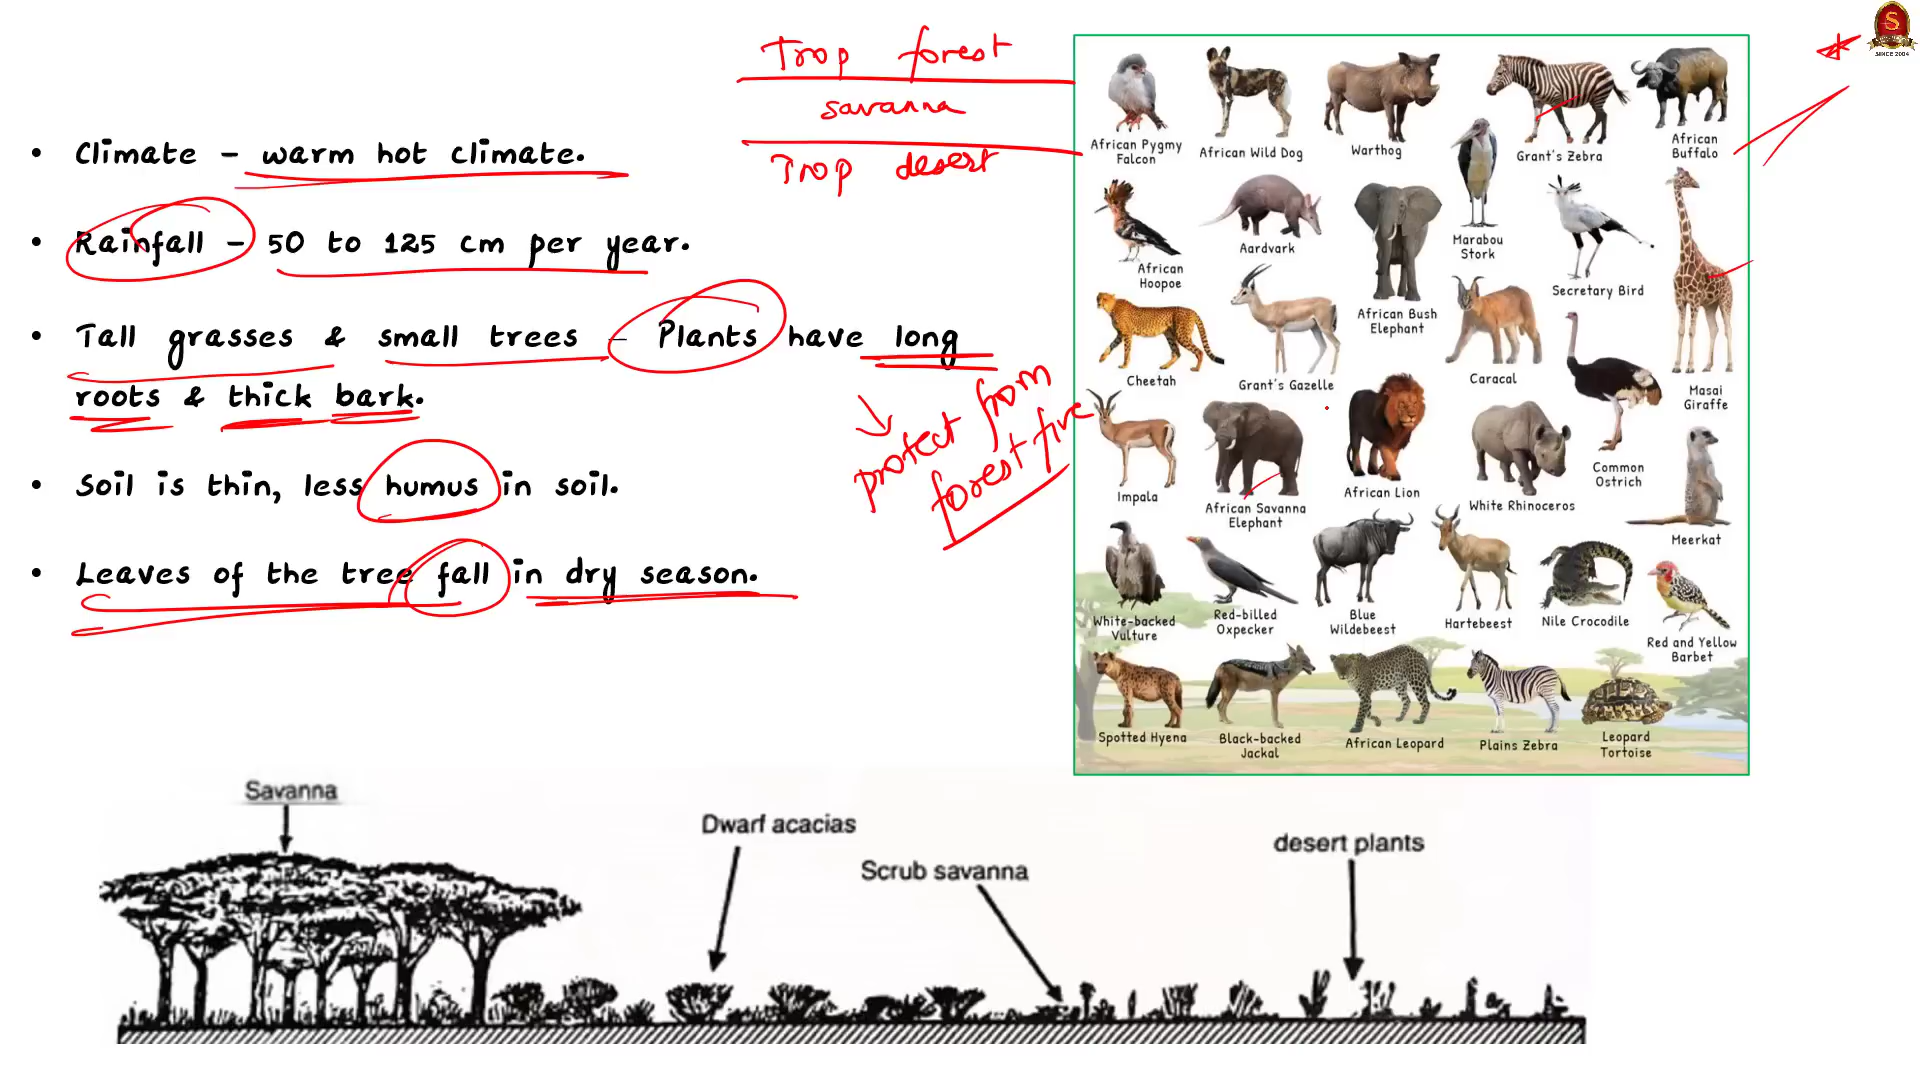 Trop forest
savanna
Trop desert
• Climate – warm hot climate.
• Rainfall – 50 to 125 cm per year.
• Tall grasses & small trees – Plants have long
roots & thick bark.
protect from
forest fire
• Soil is thin, less humus in soil.
• Leaves of the tree fall in dry season.
SINCE 2004
African Pygmy
Falcon
African Wild Dog
Warthog
Grant's Zebra
African
Buffalo
African
Hoopoe
Aardvark
African Bush
Elephant
Marabou
Stork
Secretary Bird
Masai
Giraffe
Cheetah
Grant's Gazelle
Caracal
Common
Ostrich
Impala
African Savanna
Elephant
African Lion
White Rhinoceros
Meerkat
White-backed
Vulture
Red-billed
Oxpecker
Blue
Wildebeest
Hartebeest
Nile Crocodile
Red and Yellow
Barbet
Spotted Hyena
Black-backed
Jackal
African Leopard
Plains Zebra
Leopard
Tortoise
Savanna
Dwarf acacias
Scrub savanna
desert plants